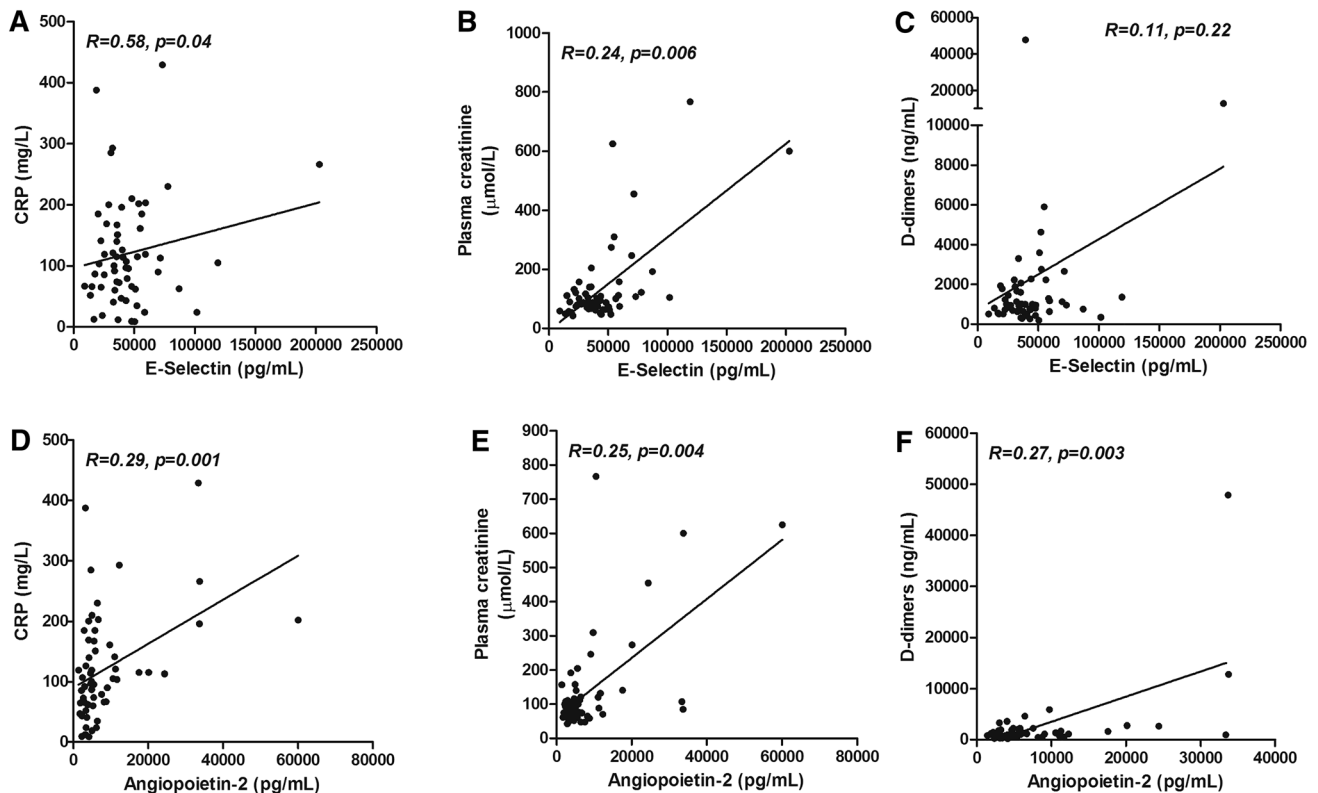 A
R=0.58, p=0.04
CRP (mg/L)
500
400
300
200
100
0
0 50000 100000 150000 200000 250000
E-Selectin (pg/mL)
B
R=0.24, p=0.006
Plasma creatinine
(μmol/L)
1000
800
600
400
200
0
0 50000 100000 150000 200000 250000
E-Selectin (pg/mL)
C
R=0.11, p=0.22
D-dimers (ng/mL)
60000
40000
20000
10000
8000
6000
4000
2000
0
0 50000 100000 150000 200000 250000
E-Selectin (pg/mL)
D
R=0.29, p=0.001
CRP (mg/L)
500
400
300
200
100
0
0 20000 40000 60000 80000
Angiopoietin-2 (pg/mL)
E
R=0.25, p=0.004
Plasma creatinine
(μmol/L)
900
800
700
600
500
400
300
200
100
0
0 20000 40000 60000 80000
Angiopoietin-2 (pg/mL)
F
R=0.27, p=0.003
D-dimers (ng/mL)
60000
50000
40000
30000
20000
10000
0
0 10000 20000 30000 40000
Angiopoietin-2 (pg/mL)